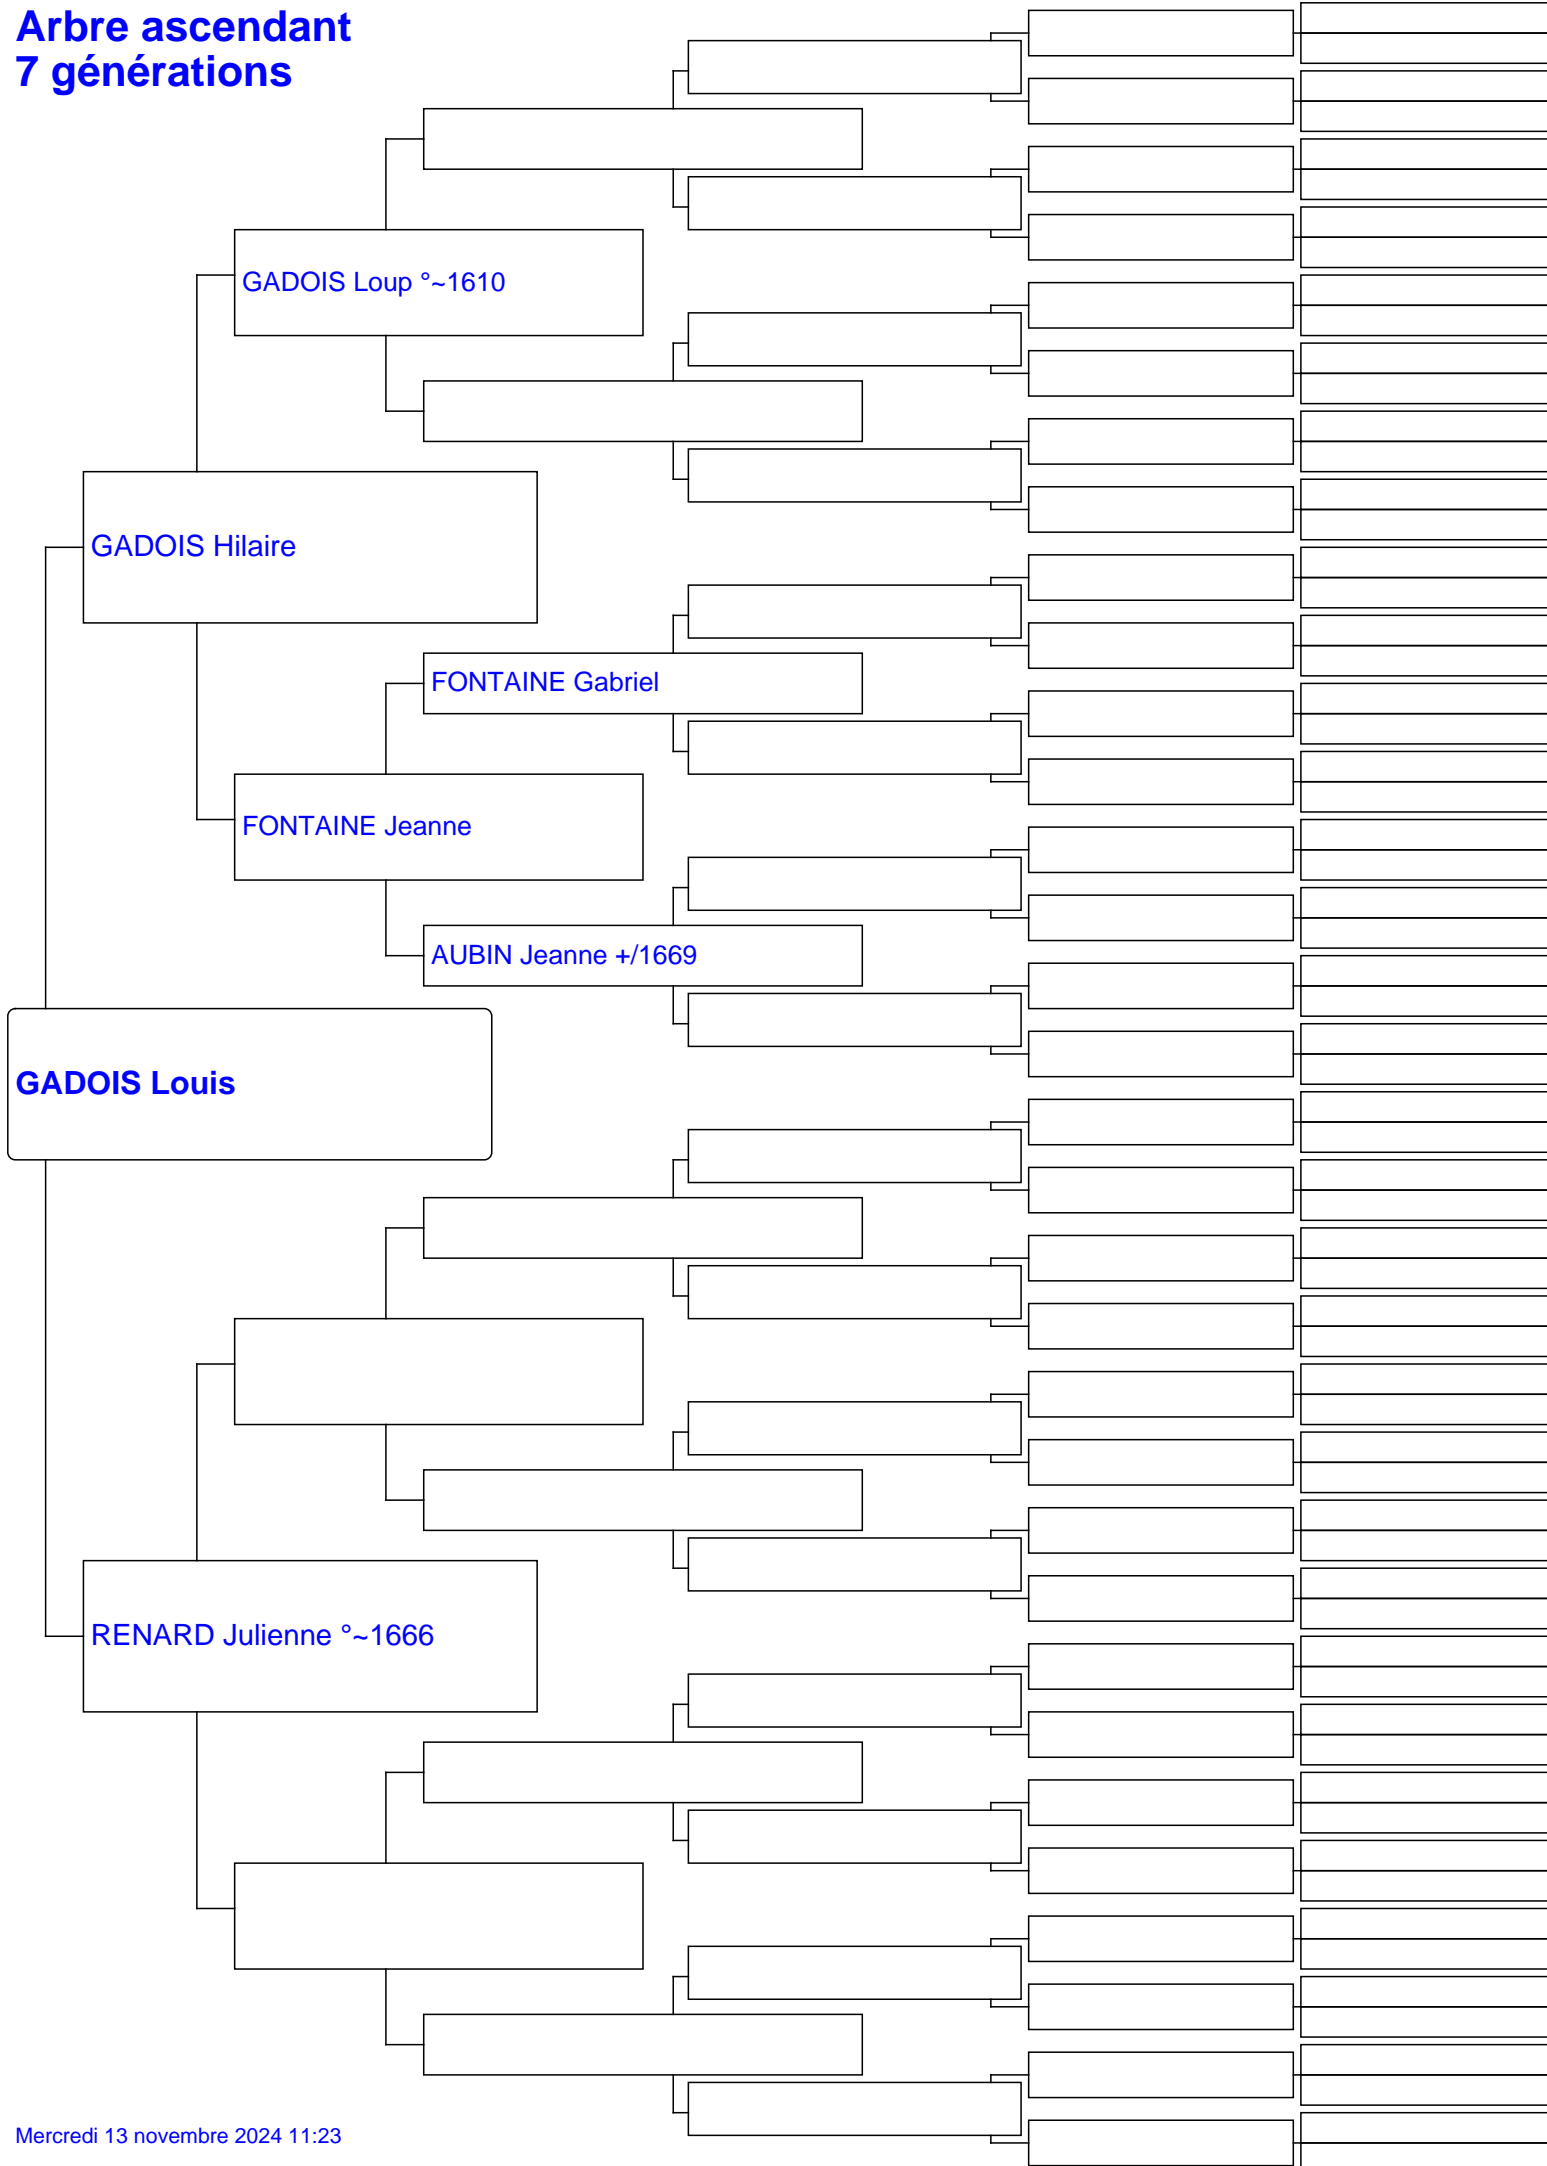 Arbre ascendant
7 générations
GADOIS Loup °~1610
GADOIS Hilaire
FONTAINE Gabriel
FONTAINE Jeanne
AUBIN Jeanne +/1669
GADOIS Louis
RENARD Julienne °~1666
Mercredi 13 novembre 2024 11:23